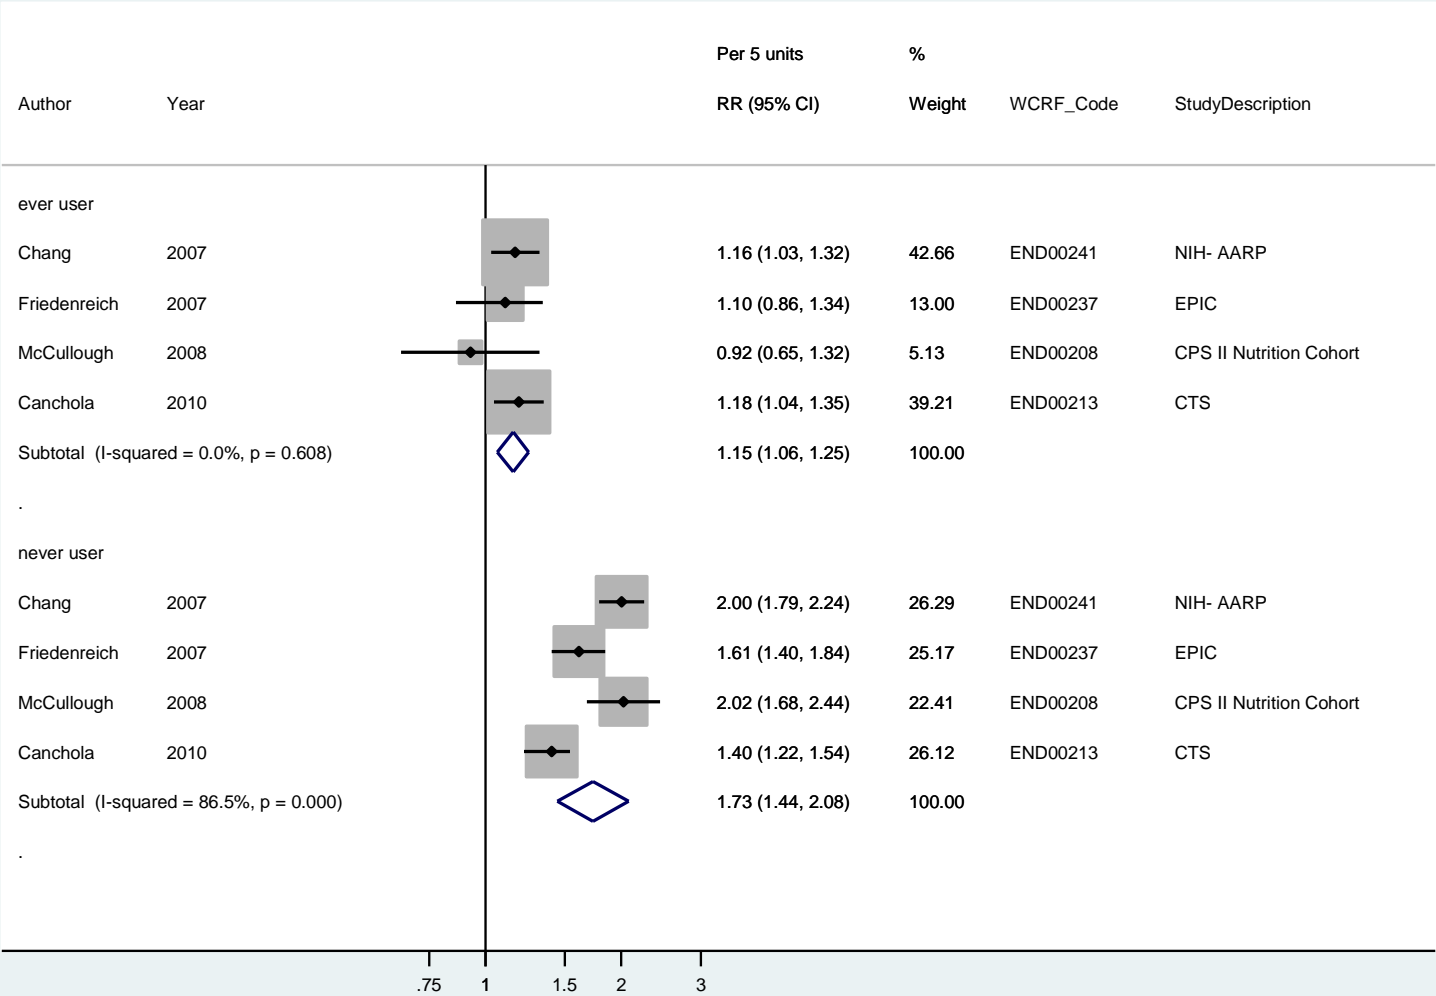 Per 5 units %
Author Year RR (95% CI) Weight WCRF_Code StudyDescription
ever user
Chang 2007 1.16 (1.03, 1.32) 42.66 END00241 NIH- AARP
Friedenreich 2007 1.10 (0.86, 1.34) 13.00 END00237 EPIC
McCullough 2008 0.92 (0.65, 1.32) 5.13 END00208 CPS II Nutrition Cohort
Canchola 2010 1.18 (1.04, 1.35) 39.21 END00213 CTS
Subtotal (I-squared = 0.0%, p = 0.608) 1.15 (1.06, 1.25) 100.00
.
never user
Chang 2007 2.00 (1.79, 2.24) 26.29 END00241 NIH- AARP
Friedenreich 2007 1.61 (1.40, 1.84) 25.17 END00237 EPIC
McCullough 2008 2.02 (1.68, 2.44) 22.41 END00208 CPS II Nutrition Cohort
Canchola 2010 1.40 (1.22, 1.54) 26.12 END00213 CTS
Subtotal (I-squared = 86.5%, p = 0.000) 1.73 (1.44, 2.08) 100.00
.
.75 1 1.5 2 3